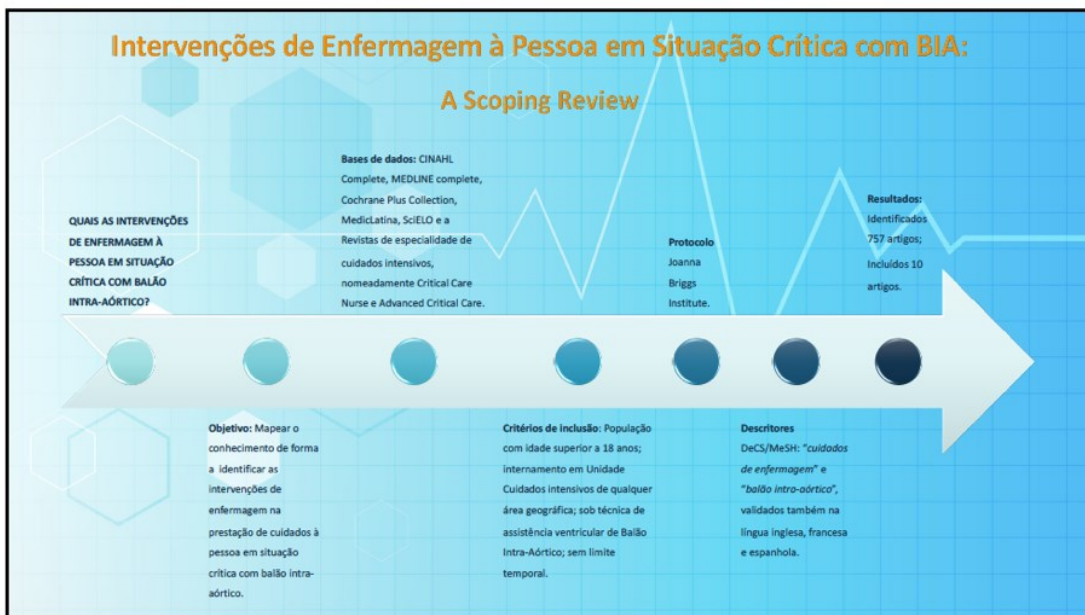 Intervenções de Enfermagem à Pessoa em Situação Crítica com BIA:
A Scoping Review
QUAIS AS INTERVENÇÕES
DE ENFERMAGEM À
PESSOA EM SITUAÇÃO
CRÍTICA COM BALÃO
INTRA-AÓRTICO?
Objetivo: Mapear o
conhecimento de forma
a identificar as
intervenções de
enfermagem na
prestação de cuidados à
pessoa em situação
crítica com balão intra-
aórtico.
Bases de dados: CINAHL
Complete, MEDLINE complete,
Cochrane Plus Collection,
MedicLatina, SciELO e a
Revistas de especialidade de
cuidados intensivos,
nomeadamente Critical Care
Nurse e Advanced Critical Care.
Critérios de inclusão: População
com idade superior a 18 anos;
internamento em Unidade
Cuidados intensivos de qualquer
área geográfica; sob técnica de
assistência ventricular de Balão
Intra-Aórtico; sem limite
temporal.
Protocolo
Joanna
Briggs
Institute.
Descritores
DeCS/MeSH: “cuidados
de enfermagem” e
“balão intro-aórtico”,
validados também na
língua inglesa, francesa
e espanhola.
Resultados:
Identificados
757 artigos;
Incluídos 10
artigos.